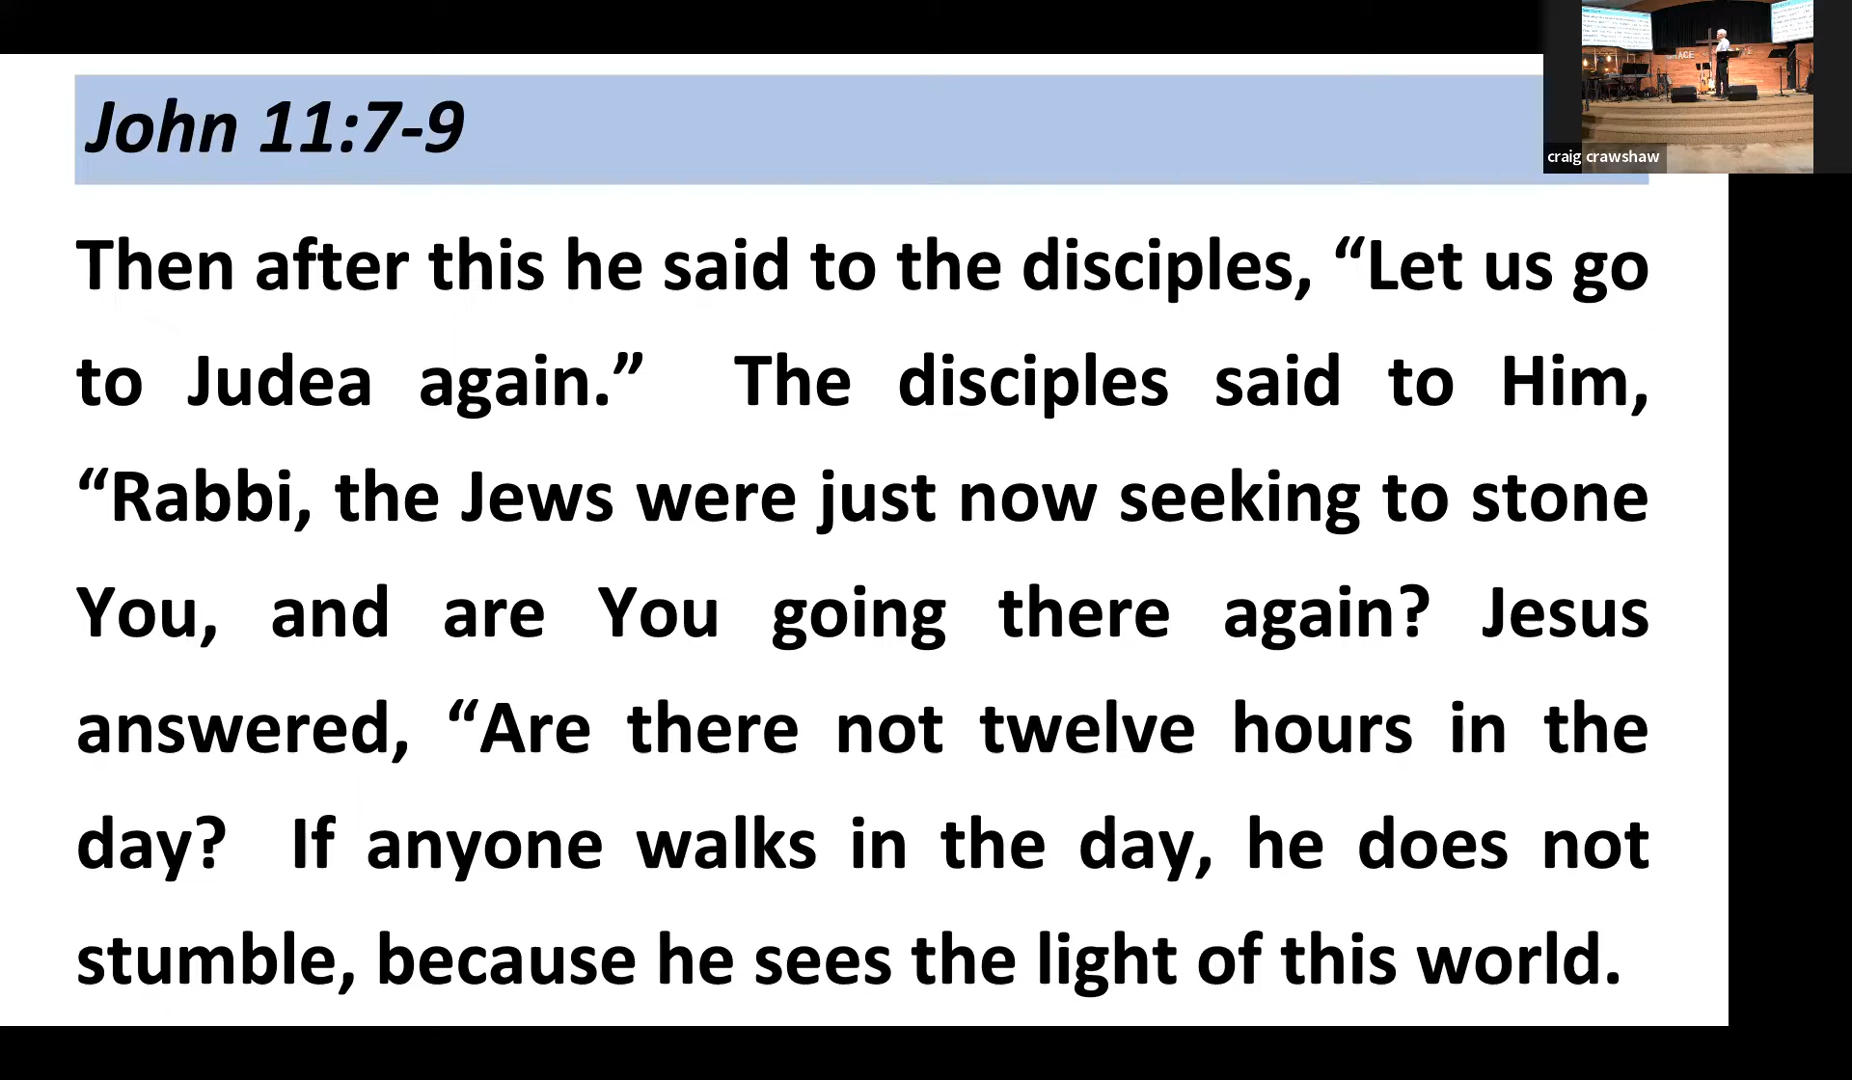 John 11:7-9
Then after this he said to the disciples, “Let us go
to Judea again.” The disciples said to Him,
“Rabbi, the Jews were just now seeking to stone
You, and are You going there again? Jesus
answered, “Are there not twelve hours in the
day? If anyone walks in the day, he does not
stumble, because he sees the light of this world.
craig crawshaw